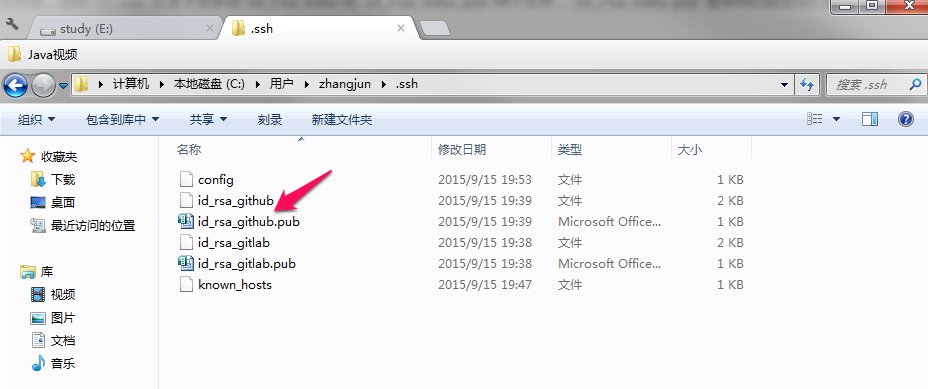 study (E:)
.ssh
Java视频
计算机 本地磁盘 (C:) 用户 zhangjun .ssh
搜索 .ssh
组织 包含到库中 共享 刻录 新建文件夹
名称 修改日期 类型 大小
收藏夹
下载
桌面
最近访问的位置
库
视频
图片
文档
音乐
config 2015/9/15 19:53 文件 1 KB
id_rsa_github 2015/9/15 19:39 文件 2 KB
id_rsa_github.pub 2015/9/15 19:39 Microsoft Office... 1 KB
id_rsa_gitlab 2015/9/15 19:38 文件 2 KB
id_rsa_gitlab.pub 2015/9/15 19:38 Microsoft Office... 1 KB
known_hosts 2015/9/15 19:47 文件 1 KB